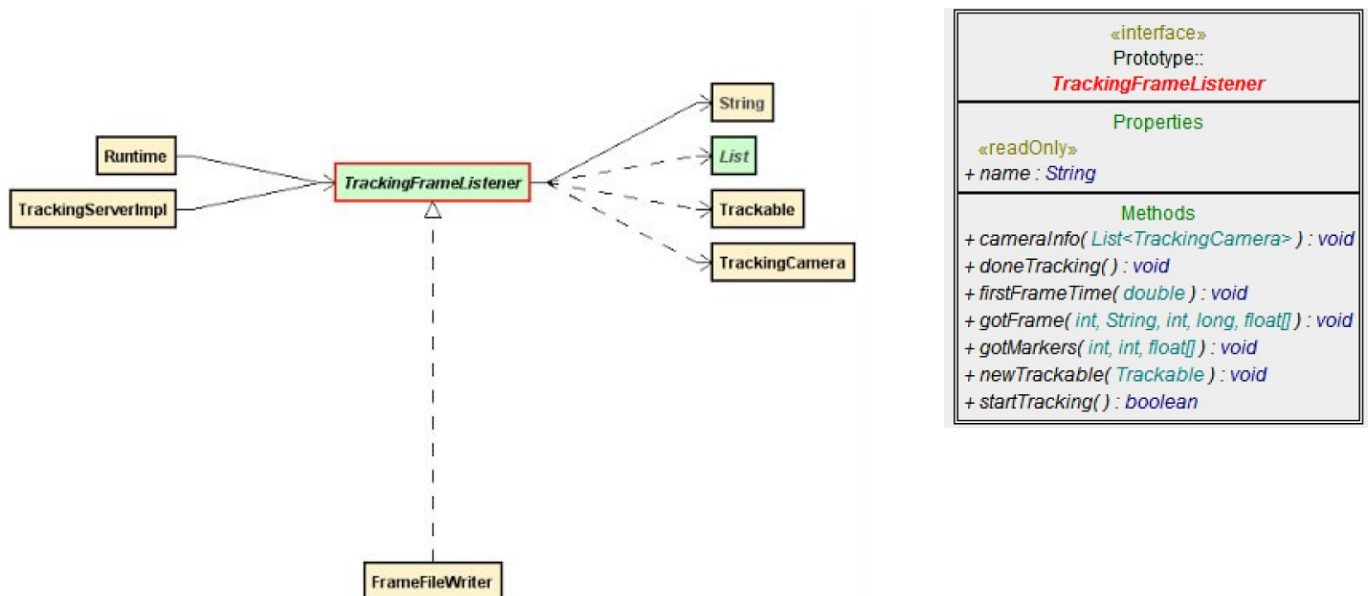 String
List
Runtime
TrackingFrameListener
TrackingServerImpl
Trackable
TrackingCamera
FrameFileWriter
«interface»
Prototype::
TrackingFrameListener
Properties
«readOnly»
+ name : String
Methods
+ cameraInfo( List<TrackingCamera> ) : void
+ doneTracking( ) : void
+ firstFrameTime( double ) : void
+ gotFrame( int, String, int, long, float[] ) : void
+ gotMarkers( int, int, float[] ) : void
+ newTrackable( Trackable ) : void
+ startTracking( ) : boolean